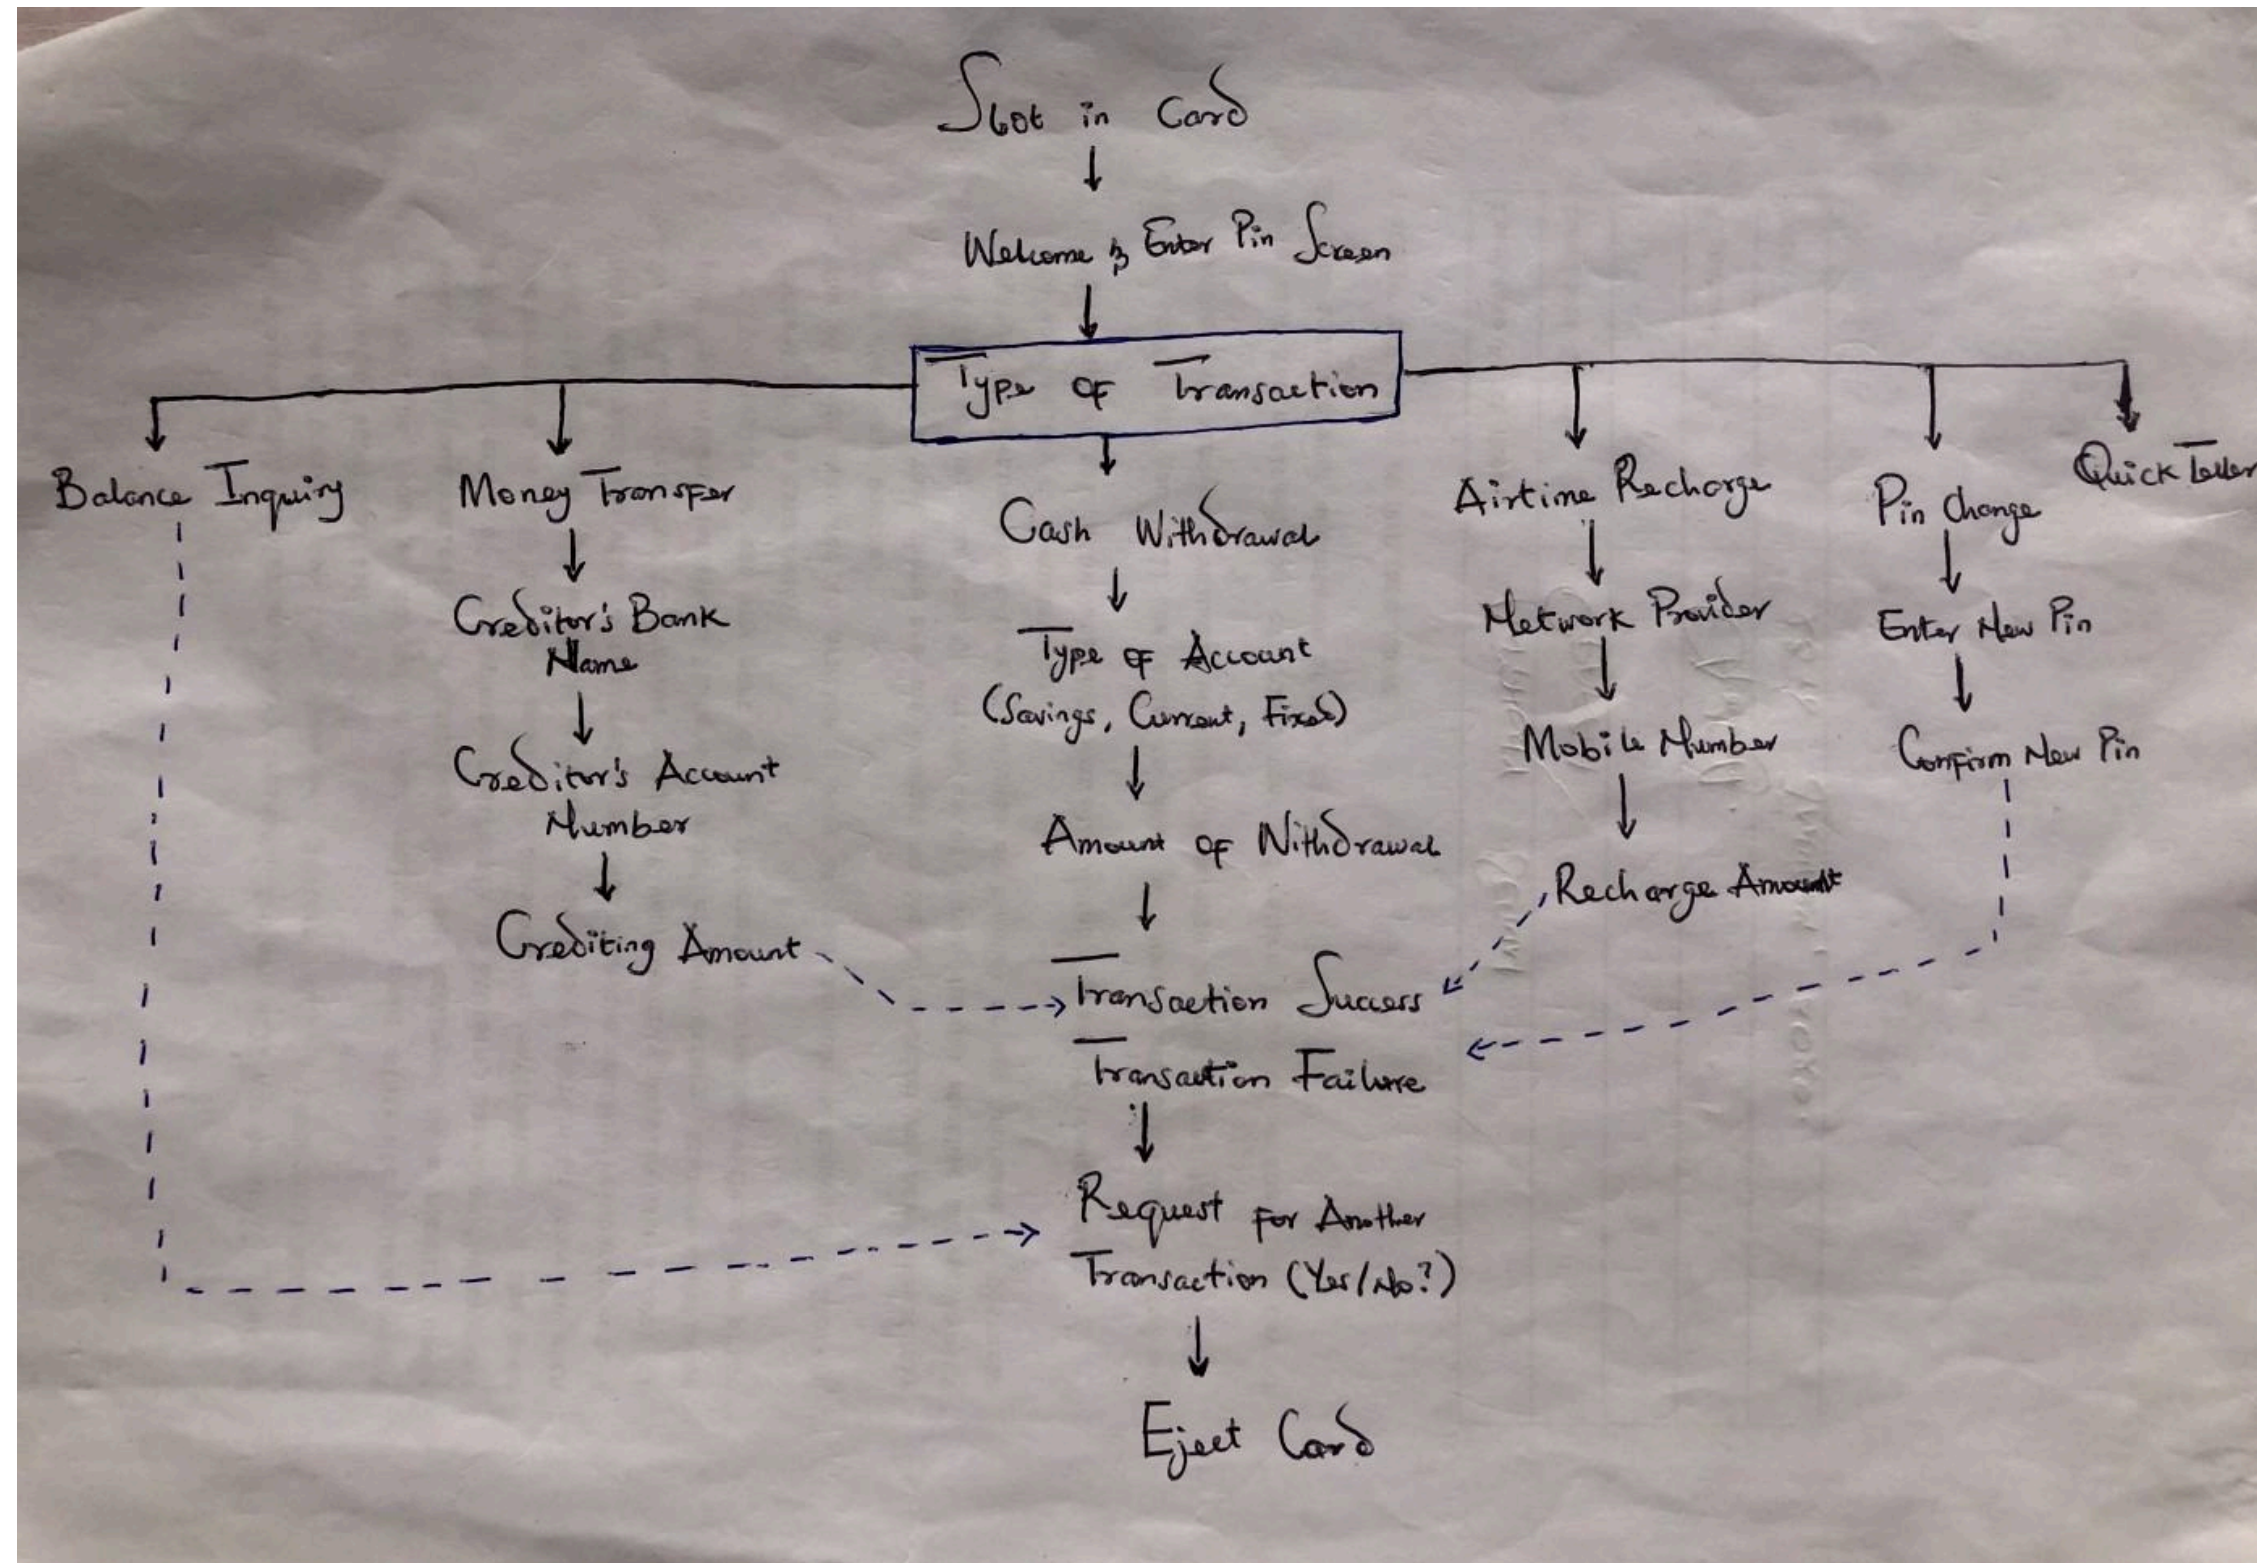 Slot in Card
Welcome & Enter Pin Screen
Type of Transaction
Balance Inquiry
Money Transfer
Creditor's Bank
Name
Creditor's Account
Number
Crediting Amount
Cash Withdrawal
Type of Account
(Savings, Current, Fixed)
Amount of Withdrawal
Transaction Success
Transaction Failure
Request for Another
Transaction (Yes/No?)
Eject Card
Airtime Recharge
Network Provider
Mobile Number
Recharge Amount
Pin Change
Enter New Pin
Confirm New Pin
Quick Teller